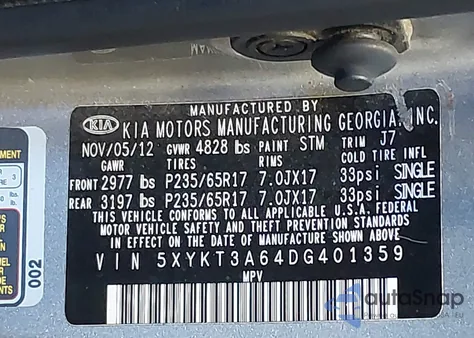 MANUFACTURED BY
KIA KIA MOTORS MANUFACTURING GEORGIA, INC.
NOV/05/12 GVWR 4828 lbs PAINT STM TRIM J7
GAWR TIRES RIMS COLD TIRE INFL
FRONT 2977 lbs P235/65R17 7.0JX17 33psi SINGLE
REAR 3197 lbs P235/65R17 7.0JX17 33psi SINGLE
THIS VEHICLE CONFORMS TO ALL APPLICABLE U.S.A. FEDERAL
MOTOR VEHICLE SAFETY AND THEFT PREVENTION STANDARDS
IN EFFECT ON THE DATE OF MANUFACTURE SHOWN ABOVE
VIN 5XYKT3A64DG401359
MPV
002
autoSnap